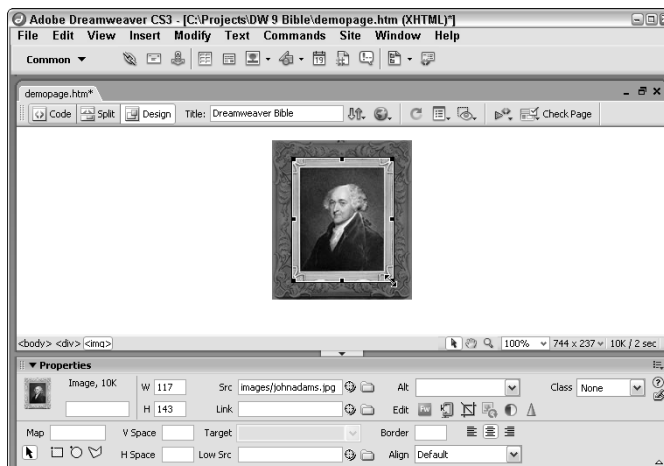 Adobe Dreamweaver CS3 - [C:\Projects\DW 9 Bible\demopage.htm (XHTML)*]
File Edit View Insert Modify Text Commands Site Window Help
Common
demopage.htm*
Code Split Design Title: Dreamweaver Bible Check Page
<body> <div> <img> 100% 744 x 237 10K / 2 sec
Properties
Image, 10K W 117 Src images/johnadams.jpg Alt Class None
H 143 Link Edit Fw
Map V Space Target Border
H Space Low Src Align Default